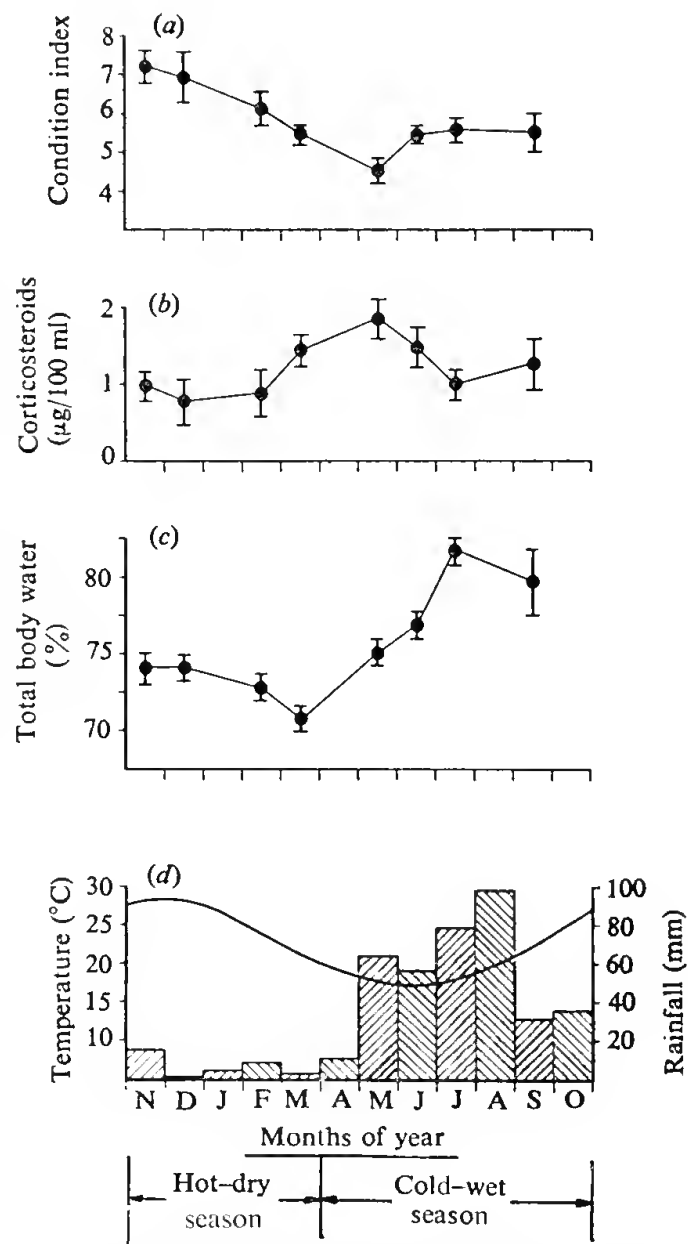 (a)
Condition index
8
7
6
5
4
(b)
Corticosteroids
(μg/100 ml)
2
1
0
(c)
Total body water
(%)
80
75
70
(d)
Temperature (°C)
30
25
20
15
10
100
80
60
40
20
Rainfall (mm)
N D J F M A M J J A S O
Months of year
Hot–dry
season
Cold–wet
season